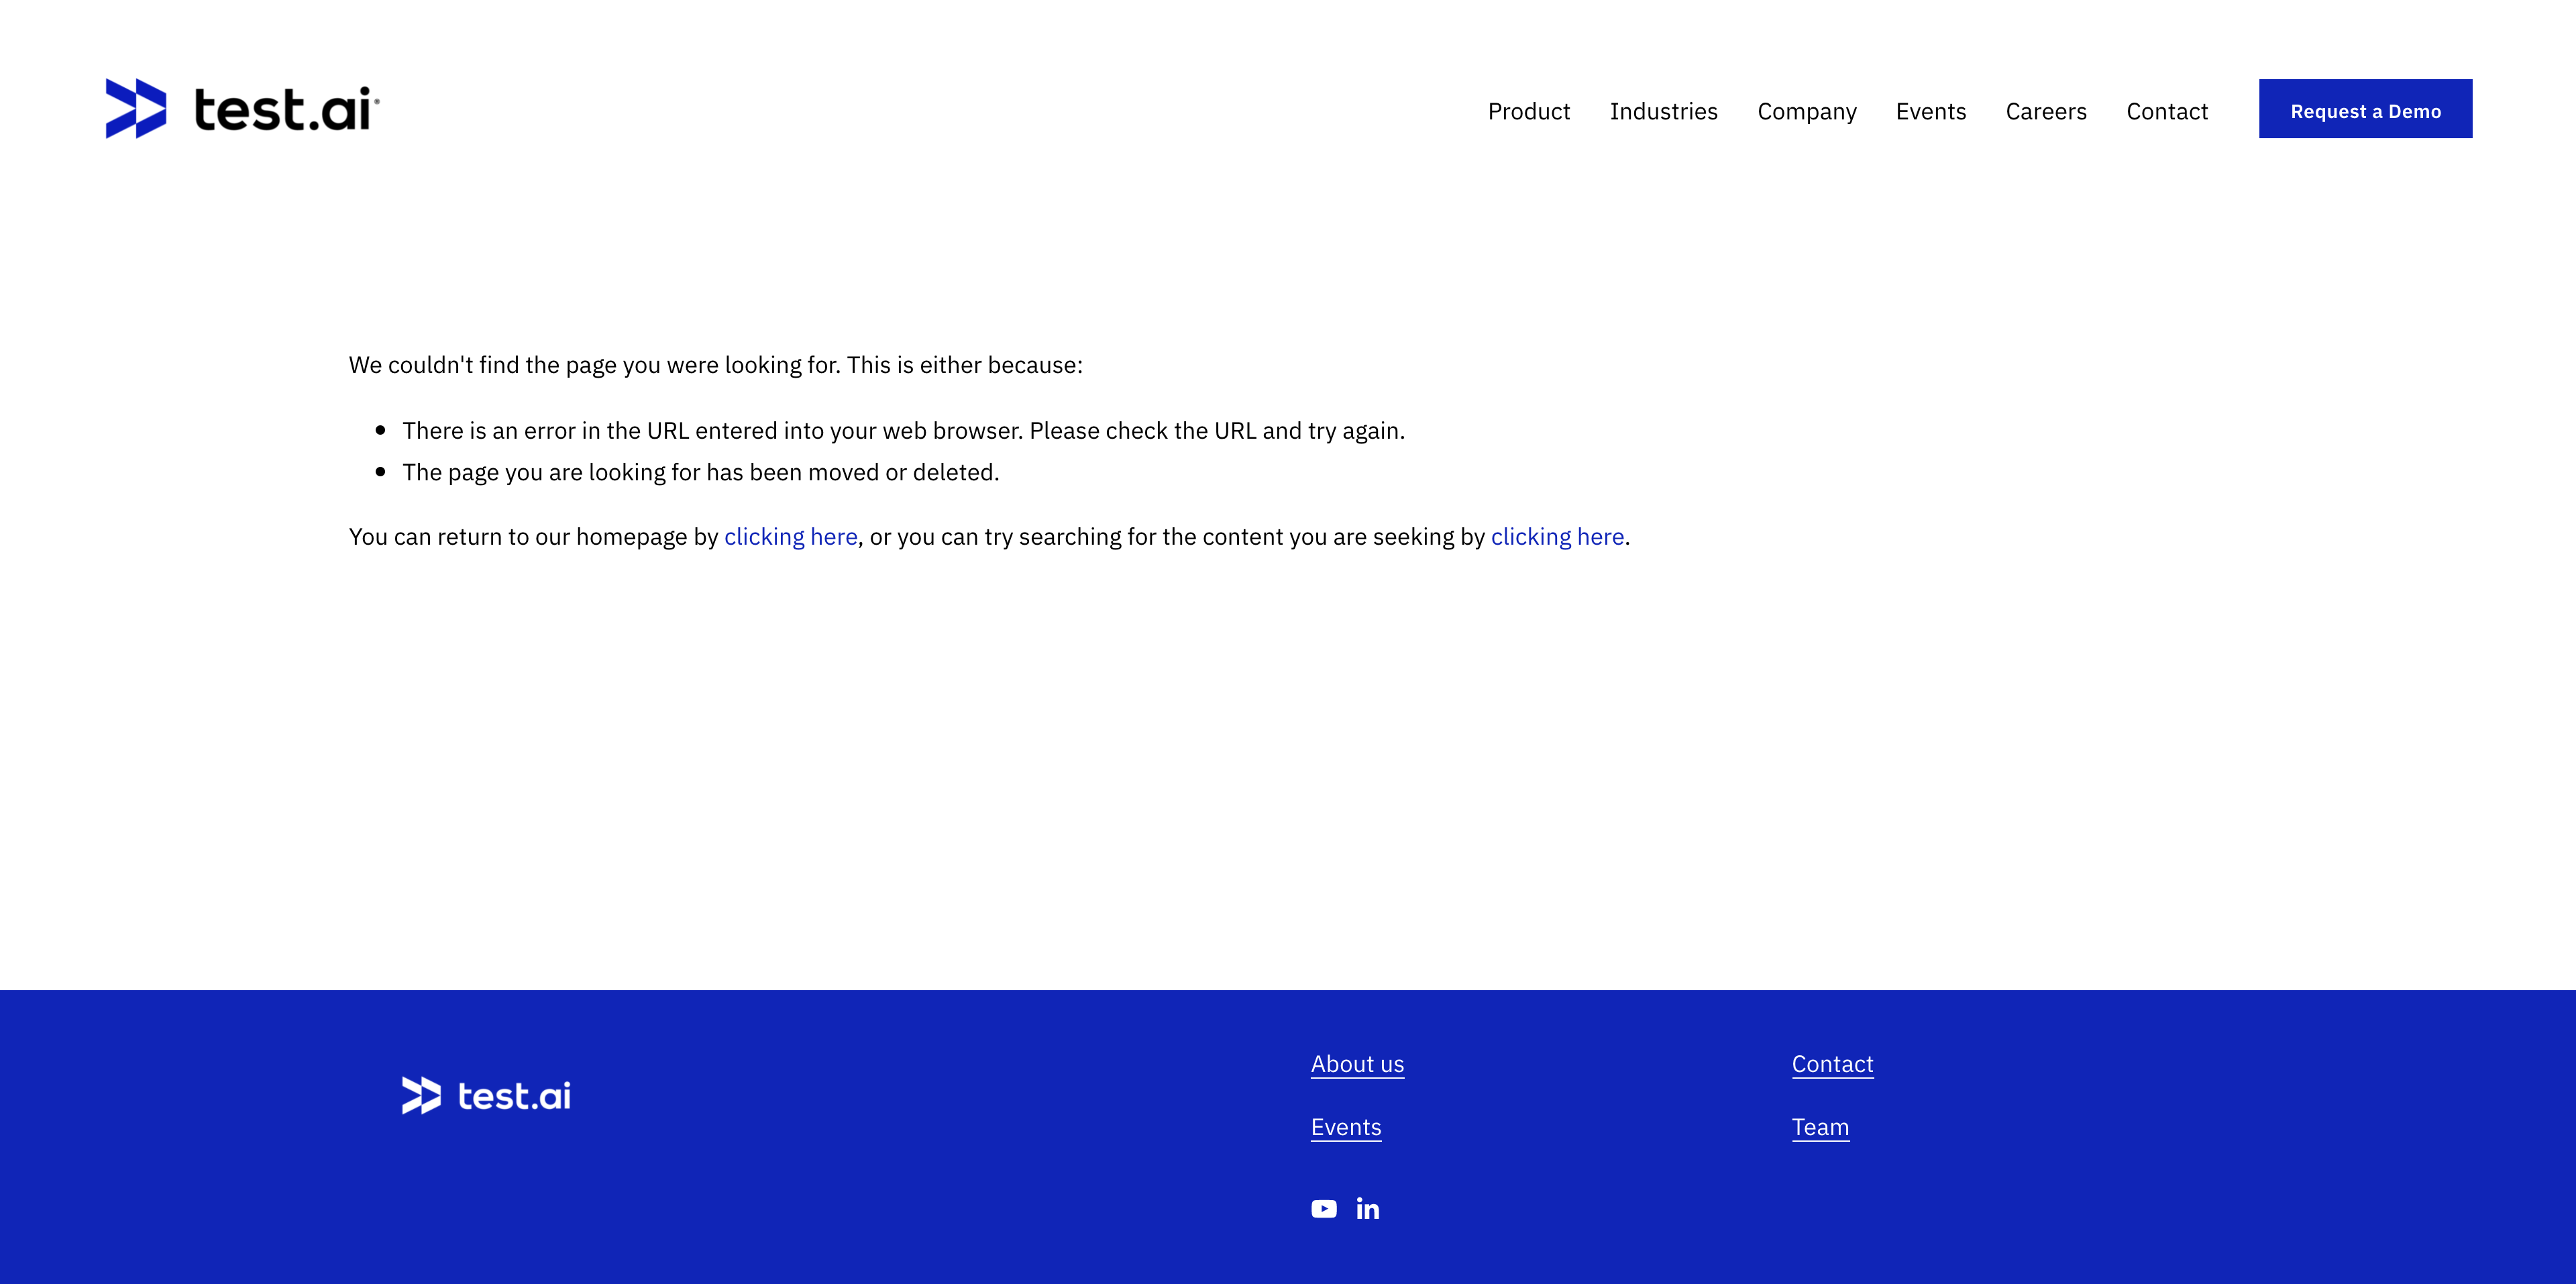 test.ai
Product Industries Company Events Careers Contact Request a Demo
We couldn't find the page you were looking for. This is either because:
There is an error in the URL entered into your web browser. Please check the URL and try again.
The page you are looking for has been moved or deleted.
You can return to our homepage by clicking here, or you can try searching for the content you are seeking by clicking here.
test.ai
About us
Events
Contact
Team
in